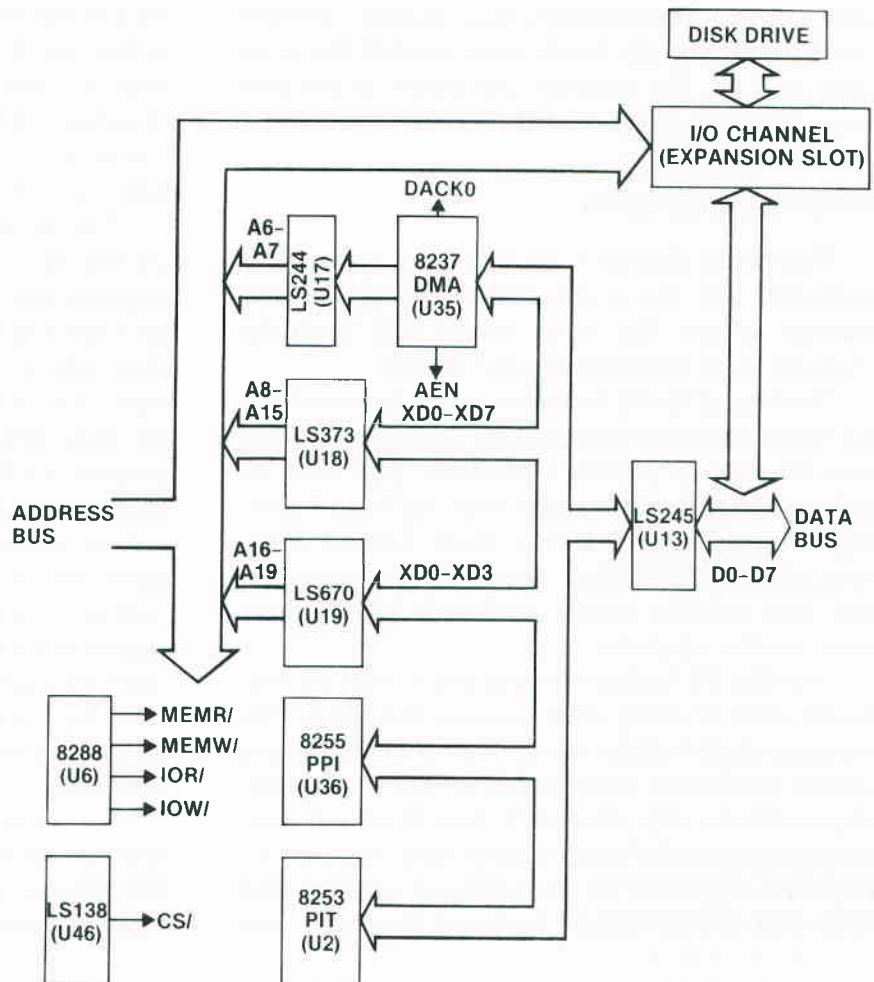 DISK DRIVE
I/O CHANNEL
(EXPANSION SLOT)
DACK0
A6-
A7
LS244
(U17)
8237
DMA
(U35)
AEN
A8-
A15
LS373
(U18)
XD0-XD7
ADDRESS
BUS
LS245
(U13)
DATA
BUS
D0-D7
A16-
A19
LS670
(U19)
XD0-XD3
8288
(U6)
MEMR/
MEMW/
IOR/
IOW/
8255
PPI
(U36)
LS138
(U46)
CS/
8253
PIT
(U2)